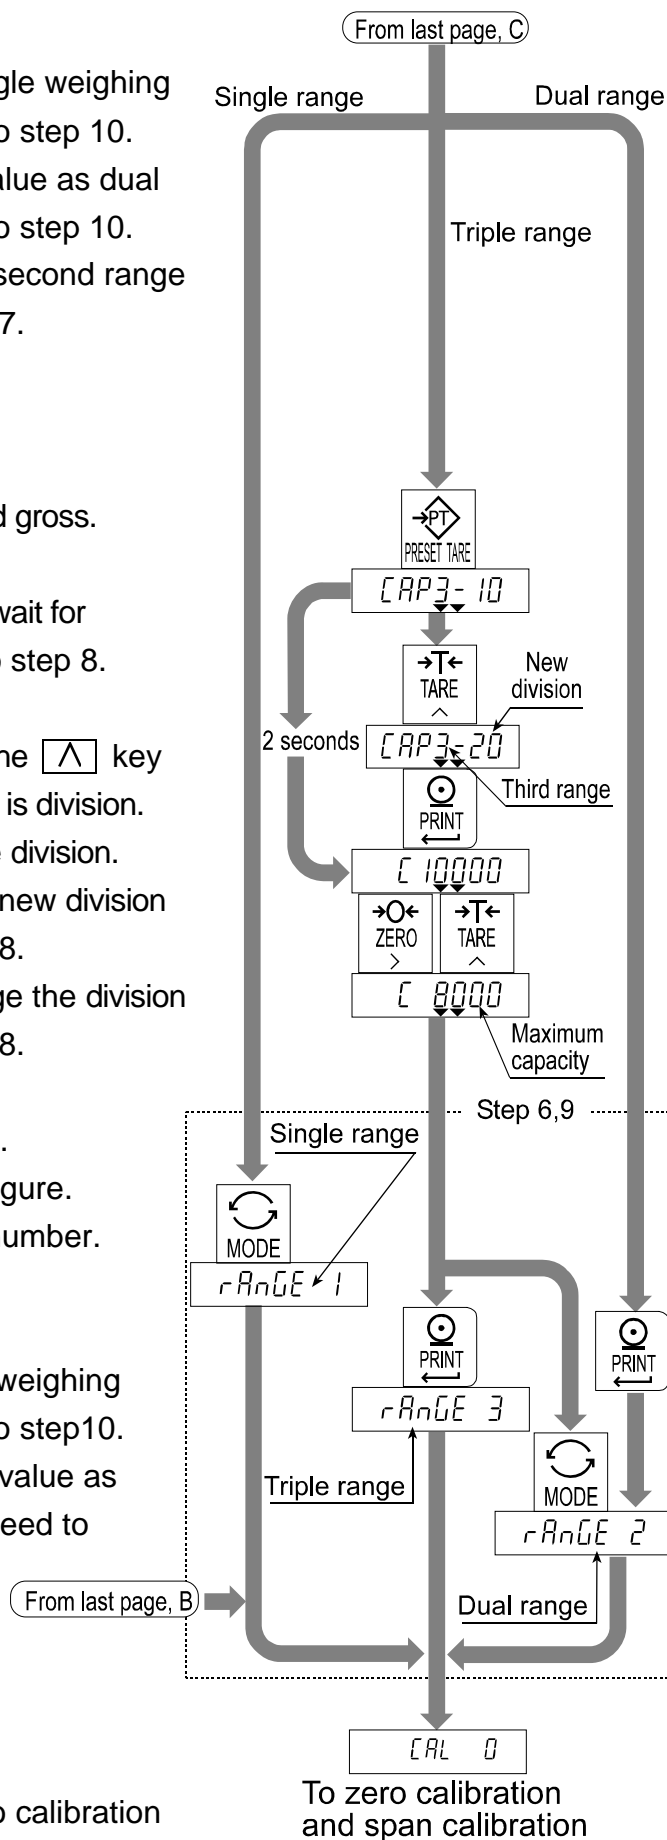 From last page, C
gle weighing
Single range
Dual range
o step 10.
alue as dual
o step 10.
Triple range
second range
7.
d gross.
PT
PRESET TARE
wait for
CAP3-10
o step 8.
T
TARE
New
division
2 seconds
CAP3-20
he ∧ key
Third range
is division.
PRINT
e division.
C 10000
new division
ZERO
T
TARE
8.
ge the division
C 8000
8.
Maximum
capacity
Step 6,9
Single range
.
gure.
umber.
MODE
rAnGE 1
PRINT
PRINT
weighing
rAnGE 3
o step10.
value as
Triple range
MODE
eed to
rAnGE 2
From last page, B
Dual range
CAL 0
To zero calibration
and span calibration
o calibration